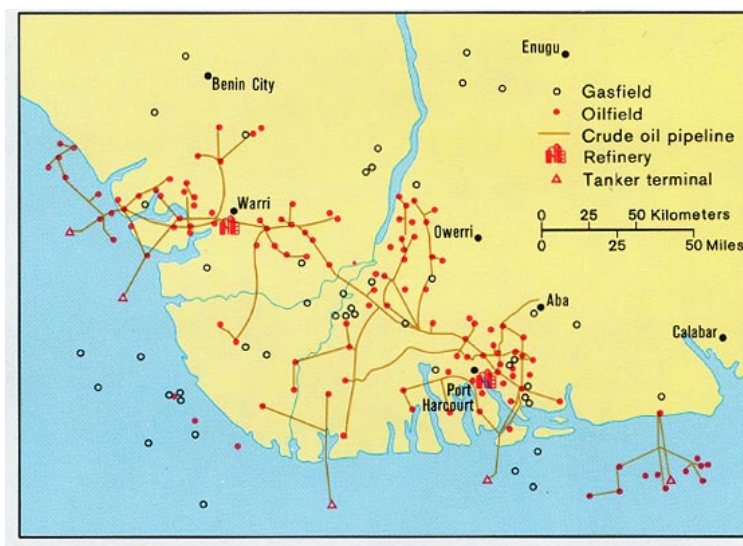 Enugu
Benin City
Gasfield
Oilfield
Crude oil pipeline
Refinery
Tanker terminal
Warri
0 25 50 Kilometers
0 25 50 Miles
Owerri
Aba
Calabar
Port
Harcourt